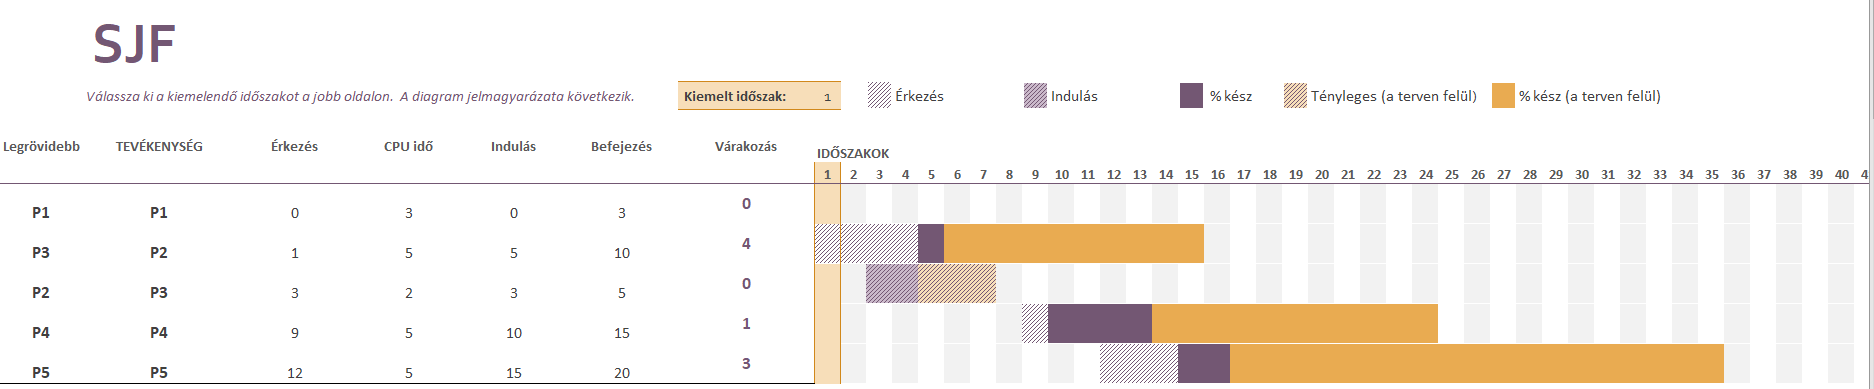 SJF
Válassza ki a kiemelendő időszakot a jobb oldalon. A diagram jelmagyarázata következik.
Kiemelt időszak: 1
Érkezés
Indulás
% kész
Tényleges (a terven felül)
% kész (a terven felül)
Legrövidebb TEVÉKENYSÉG Érkezés CPU idő Indulás Befejezés Várakozás
IDŐSZAKOK
1 2 3 4 5 6 7 8 9 10 11 12 13 14 15 16 17 18 19 20 21 22 23 24 25 26 27 28 29 30 31 32 33 34 35 36 37 38 39 40
P1 P1 0 3 0 3 0
P3 P2 1 5 5 10 4
P2 P3 3 2 3 5 0
P4 P4 9 5 10 15 1
P5 P5 12 5 15 20 3